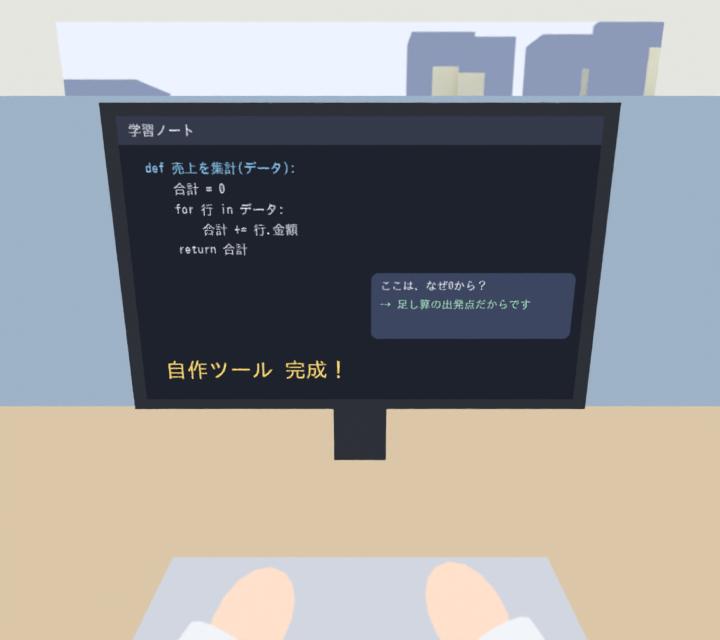 学習ノート
def 売上を集計(データ):
合計 = 0
for 行 in データ:
合計 += 行.金額
return 合計
ここは、なぜ0から？
→ 足し算の出発点だからです
自作ツール 完成！